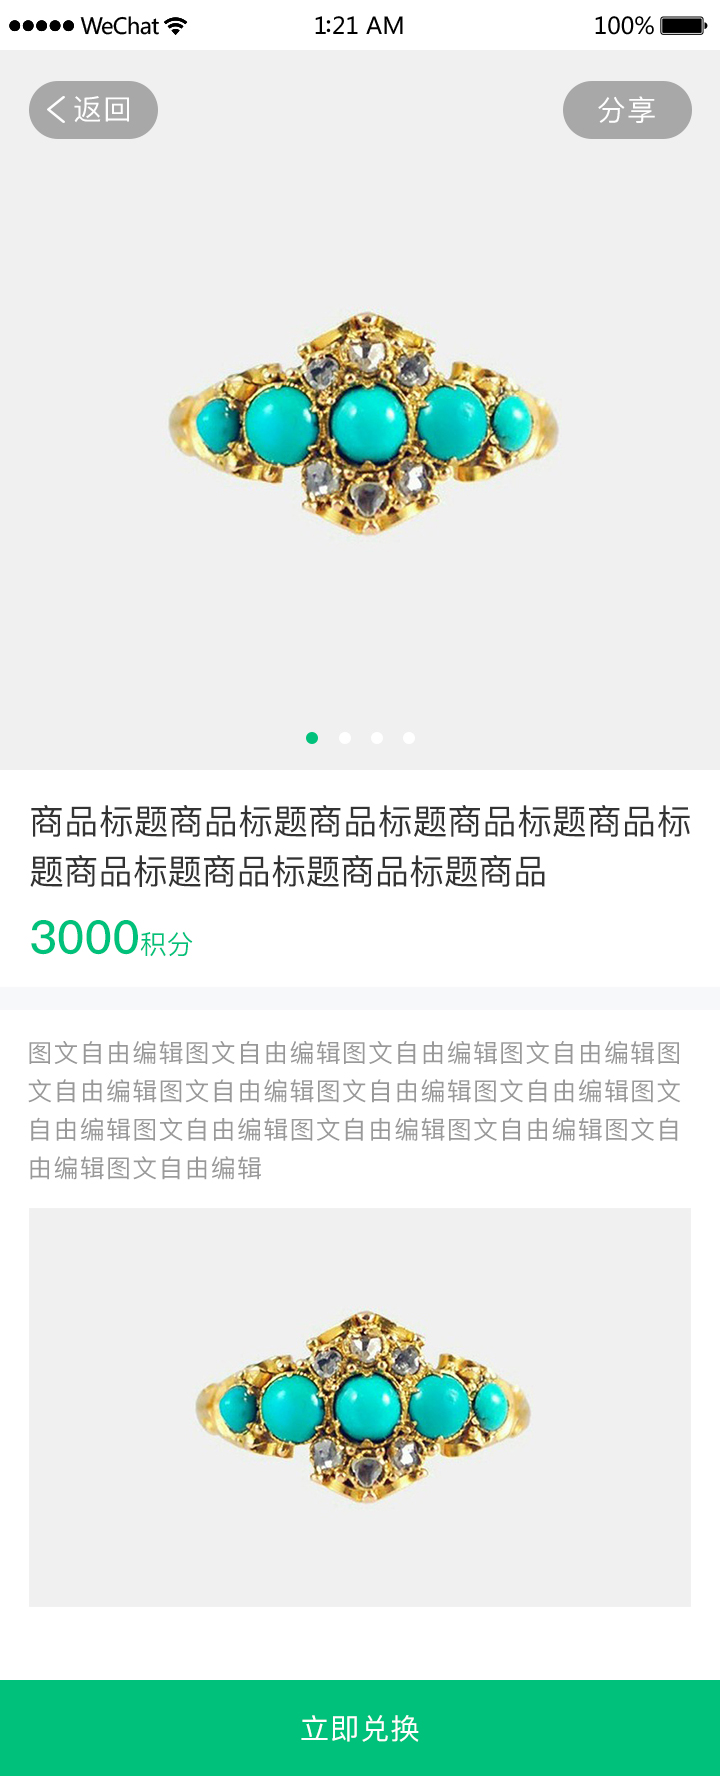 WeChat 1:21 AM 100%
返回 分享
商品标题商品标题商品标题商品标题商品标
题商品标题商品标题商品标题商品
3000积分
图文自由编辑图文自由编辑图文自由编辑图文自由编辑图
文自由编辑图文自由编辑图文自由编辑图文自由编辑图文
自由编辑图文自由编辑图文自由编辑图文自由编辑图文自
由编辑图文自由编辑
立即兑换